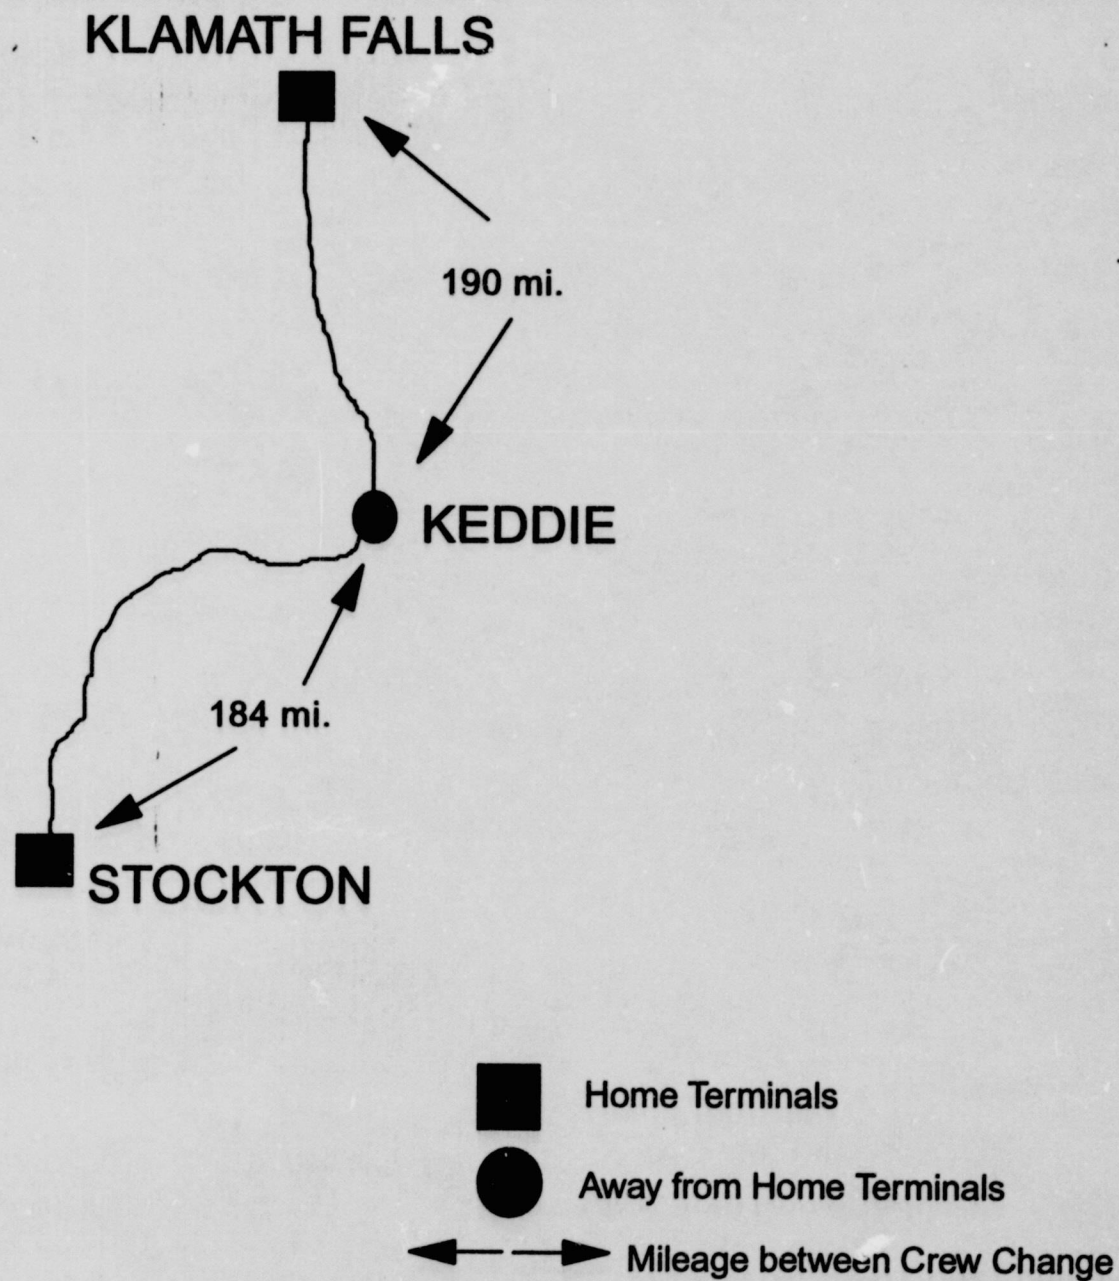 KLAMATH FALLS
190 mi.
KEDDIE
184 mi.
STOCKTON
Home Terminals
Away from Home Terminals
Mileage between Crew Change